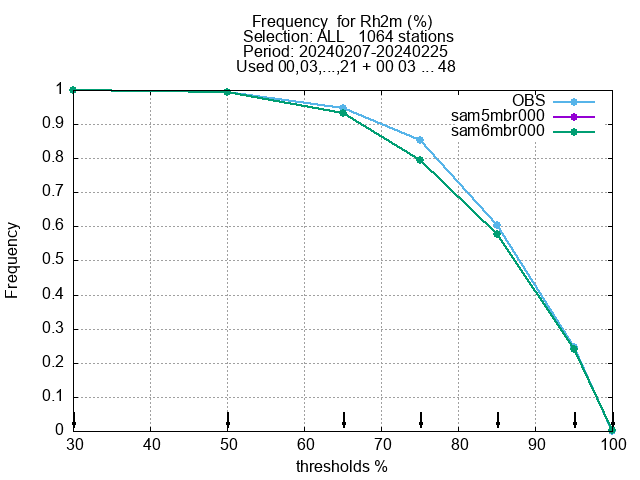 Frequency for Rh2m (%)
Selection: ALL 1064 stations
Period: 20240207-20240225
Used 00,03,...,21 + 00 03 ... 48
OBS
sam5mbr000
sam6mbr000
1
0.9
0.8
0.7
0.6
0.5
0.4
0.3
0.2
0.1
0
Frequency
30 40 50 60 70 80 90 100
thresholds %